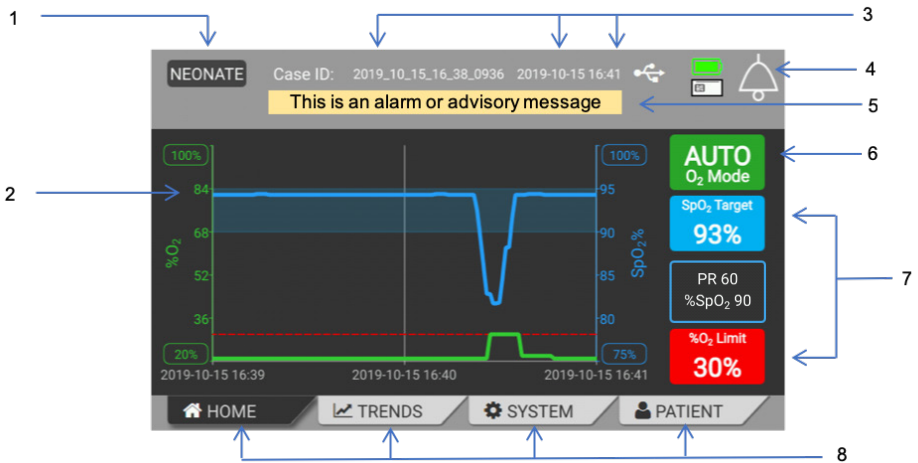 1
3
NEONATE
Case ID: 2019_10_15_16_38_0936 2019-10-15 16:41
4
This is an alarm or advisory message
5
100%
100%
AUTO
O₂ Mode
6
2
84
95
SpO₂ Target
93%
68
90
%O₂
SpO₂%
7
52
85
PR 60
%SpO₂ 90
36
80
%O₂ Limit
30%
20%
75%
2019-10-15 16:39
2019-10-15 16:40
2019-10-15 16:41
HOME
TRENDS
SYSTEM
PATIENT
8